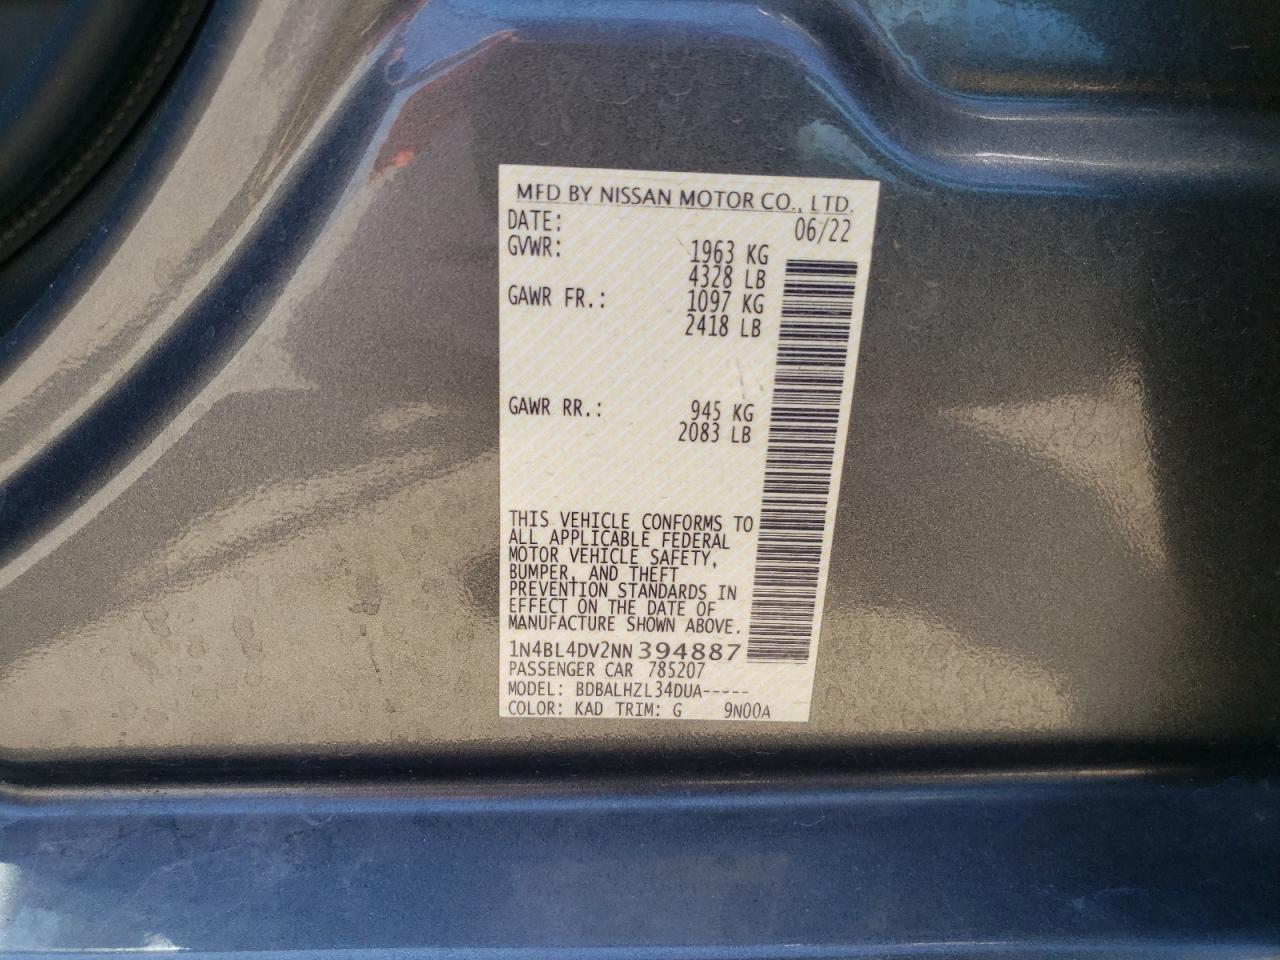 MFD BY NISSAN MOTOR CO., LTD.
DATE: 06/22
GVWR: 1963 KG
4328 LB
GAWR FR.: 1097 KG
2418 LB
GAWR RR.: 945 KG
2083 LB
THIS VEHICLE CONFORMS TO
ALL APPLICABLE FEDERAL
MOTOR VEHICLE SAFETY,
BUMPER, AND THEFT
PREVENTION STANDARDS IN
EFFECT ON THE DATE OF
MANUFACTURE SHOWN ABOVE.
1N4BL4DV2NN394887
PASSENGER CAR 785207
MODEL: BDBALHZL34DUA-----
COLOR: KAD TRIM: G 9N00A